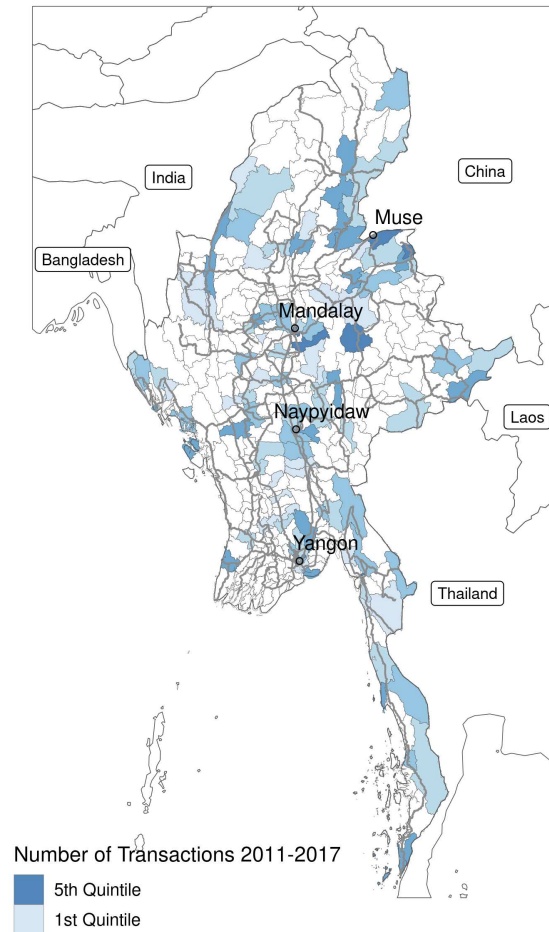 India
China
Muse
Bangladesh
Mandalay
Naypyidaw
Laos
Yangon
Thailand
Number of Transactions 2011-2017
5th Quintile
1st Quintile